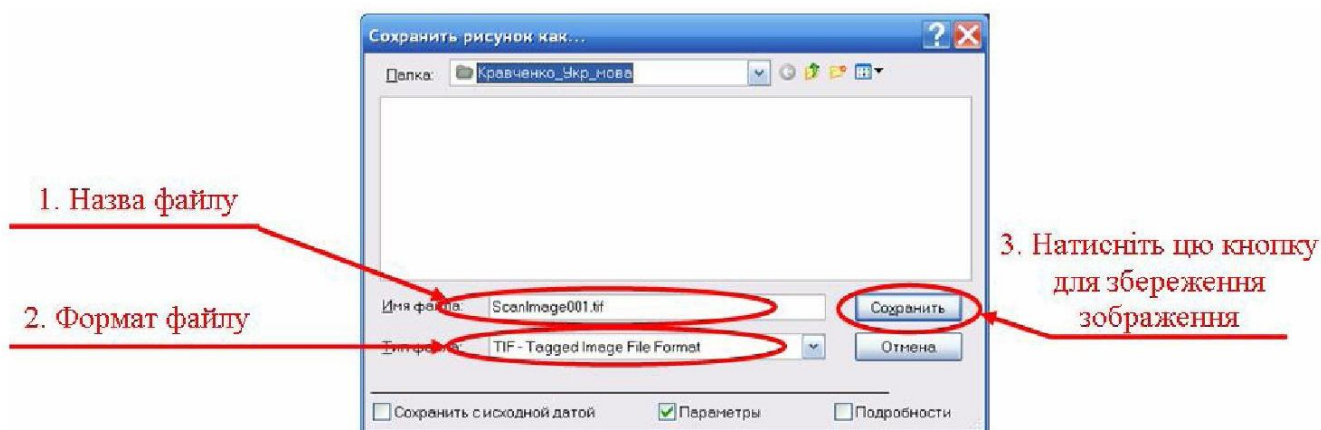 Сохранить рисунок как...
Папка: Кравченко_Укр_мова
1. Назва файлу
3. Натисніть цю кнопку
для збереження
зображення
Имя файла: ScanImage001.tif
Сохранить
2. Формат файлу
Тип файла: TIF - Tagged Image File Format
Отмена
Сохранить с исходной датой
Параметры
Подробности